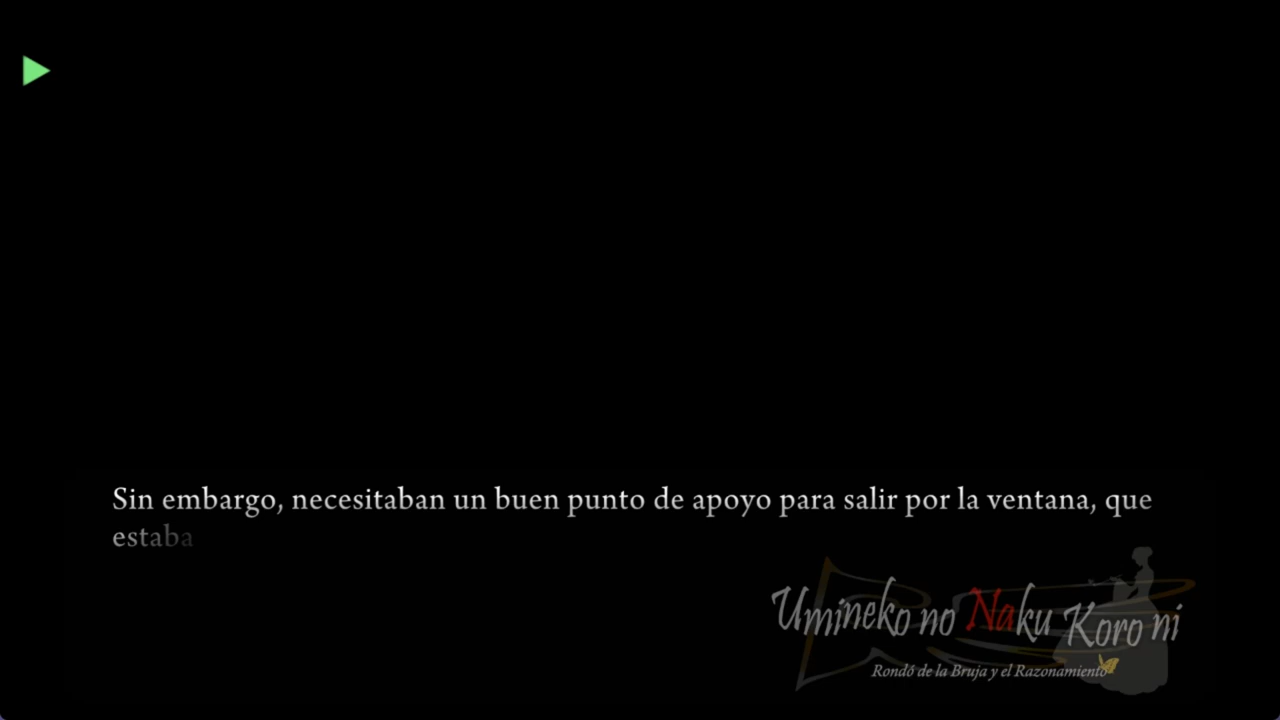 Sin embargo, necesitaban un buen punto de apoyo para salir por la ventana, que
estaba
Umineko no Naku Koro ni
Rondó de la Bruja y el Razonamiento